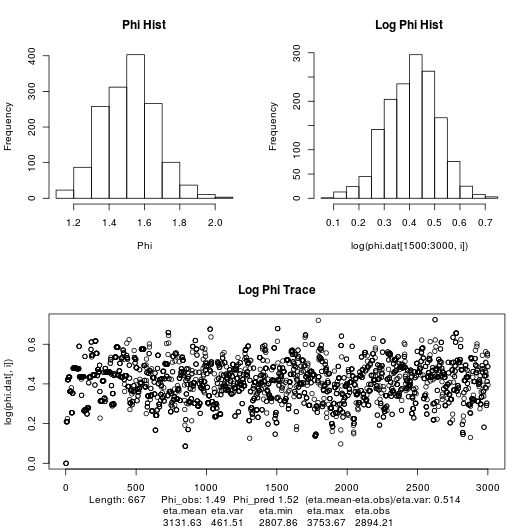 Phi Hist
Log Phi Hist
Frequency
0 100 200 300 400
1.2 1.4 1.6 1.8 2.0
Phi
Frequency
0 50 150 300
0.1 0.2 0.3 0.4 0.5 0.6 0.7
log(phi.dat[1500:3000, i])
Log Phi Trace
log(phi.dat[, i])
0.0 0.2 0.4 0.6
0 500 1000 1500 2000 2500 3000
Length: 667 Phi_obs: 1.49 Phi_pred 1.52 (eta.mean-eta.obs)/eta.var: 0.514
eta.mean eta.var eta.min eta.max eta.obs
3131.63 461.51 2807.86 3753.67 2894.21